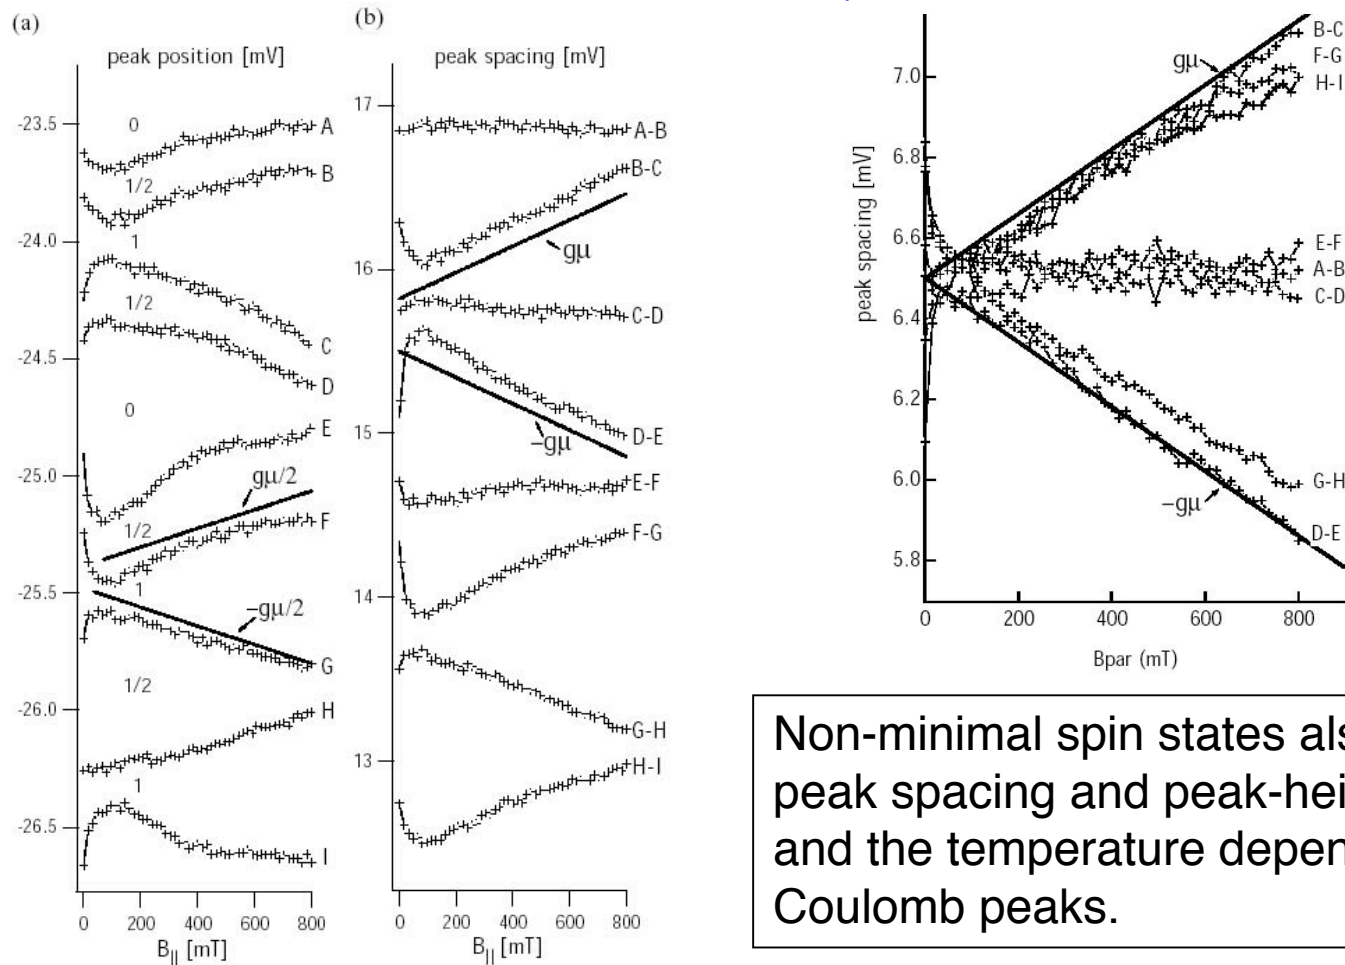 (a)
peak position [mV]
-23.5
-24.0
-24.5
-25.0
-25.5
-26.0
-26.5
0
1/2
1
1/2
0
1/2
1
1/2
1
A
B
C
D
E
F
G
H
I
gμ/2
-gμ/2
0 200 400 600 800
B|| [mT]
(b)
peak spacing [mV]
17
16
15
14
13
A-B
B-C
gμ
C-D
D-E
-gμ
E-F
F-G
G-H
H-I
0 200 400 600 800
B|| [mT]
peak spacing [mV]
7.0
6.8
6.6
6.4
6.2
6.0
5.8
gμ
B-C
F-G
H-I
E-F
A-B
C-D
G-H
-gμ
D-E
0 200 400 600 800
Bpar (mT)
Non-minimal spin states als
peak spacing and peak-hei
and the temperature depen
Coulomb peaks.